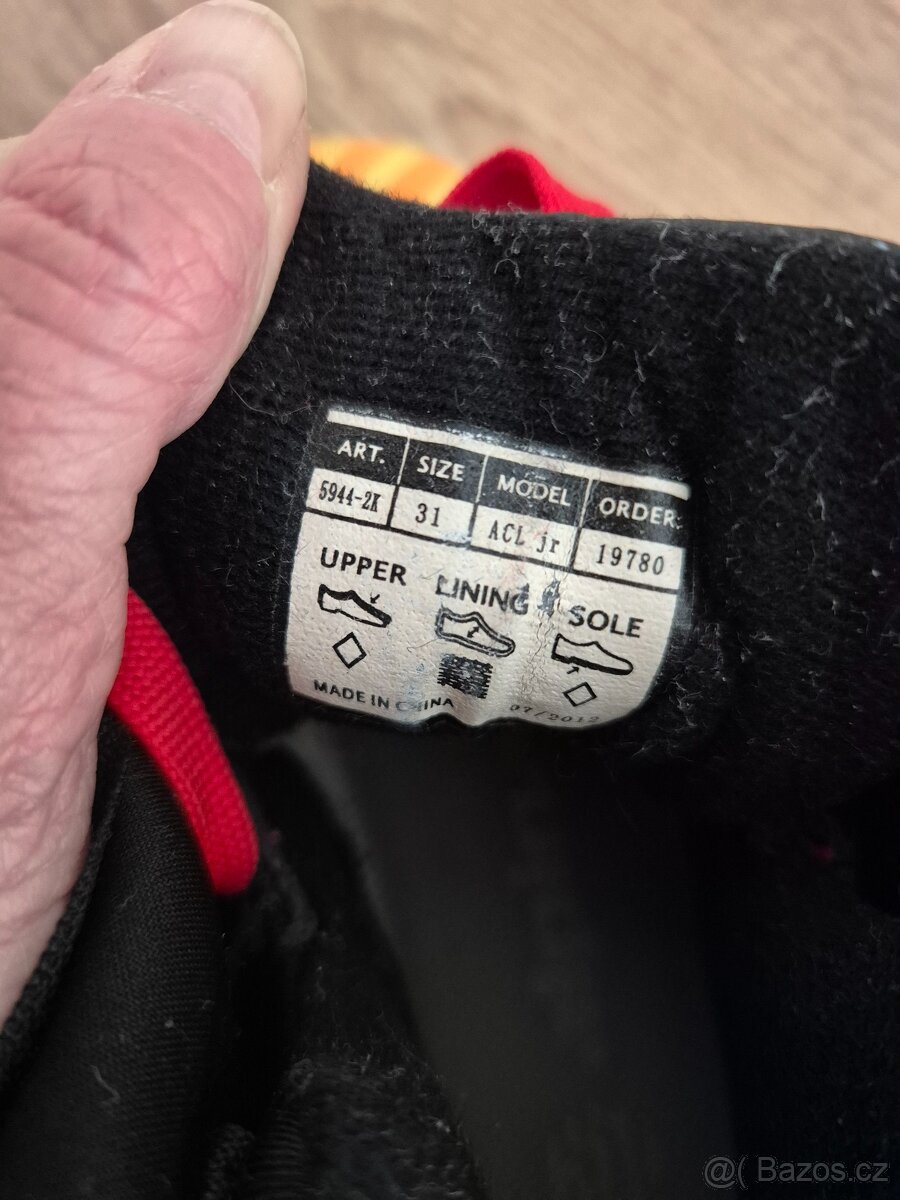 ART. SIZE MODEL ORDER
5944-2K 31 ACL jr 19780
UPPER LINING SOLE
MADE IN CHINA 07/2012
@( Bazos.cz